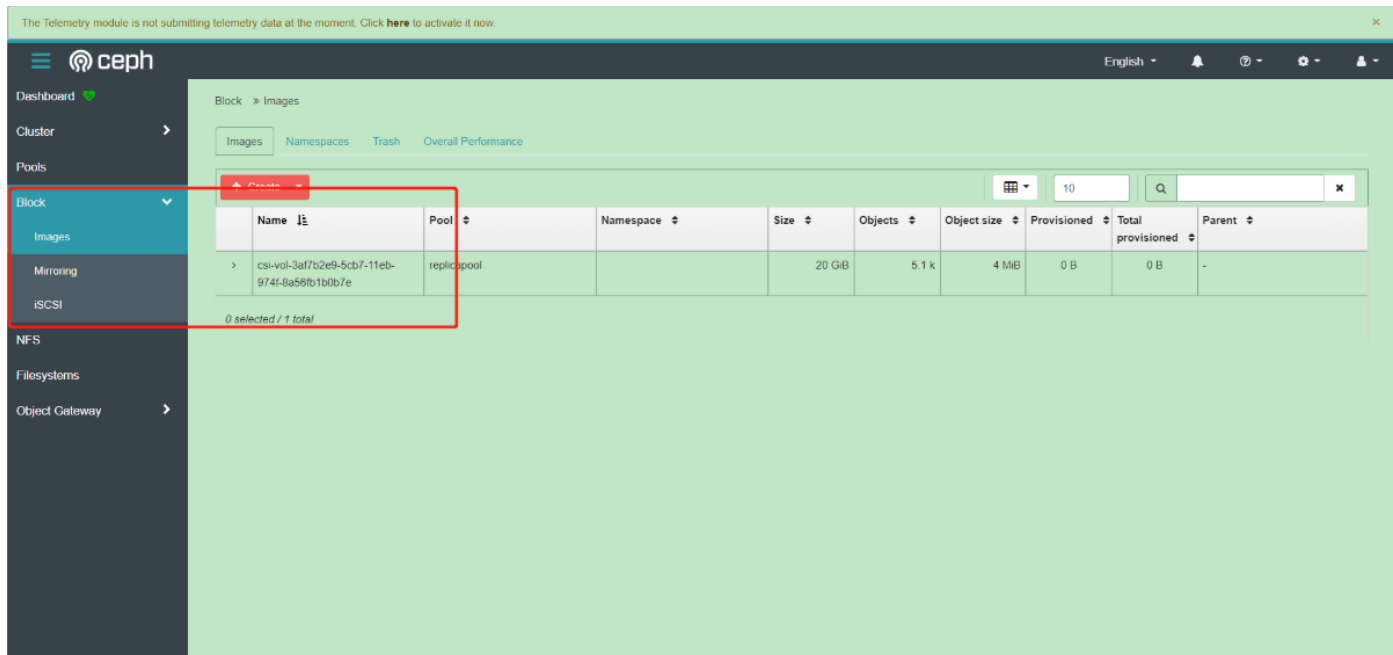 The Telemetry module is not submitting telemetry data at the moment. Click here to activate it now. ×
ceph
English
Dashboard
Cluster
Pools
Block
Images
Mirroring
iSCSI
NFS
Filesystems
Object Gateway
Block » Images
Images Namespaces Trash Overall Performance
+ Create
10
Name Pool Namespace Size Objects Object size Provisioned Total provisioned Parent
csi-vol-3af7b2e9-5cb7-11eb- replicapool 20 GiB 5.1 k 4 MiB 0 B 0 B -
974f-8a56fb1b0b7e
0 selected / 1 total